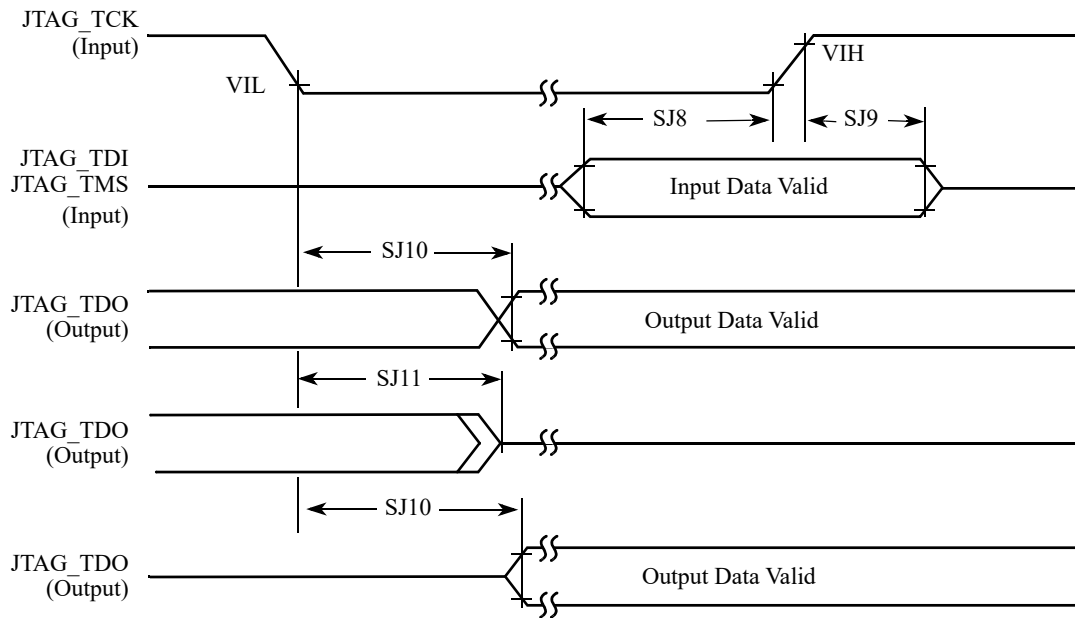 JTAG_TCK
(Input)
VIH
VIL
SJ8
SJ9
JTAG_TDI
JTAG_TMS
(Input)
Input Data Valid
SJ10
JTAG_TDO
(Output)
Output Data Valid
SJ11
JTAG_TDO
(Output)
SJ10
JTAG_TDO
(Output)
Output Data Valid